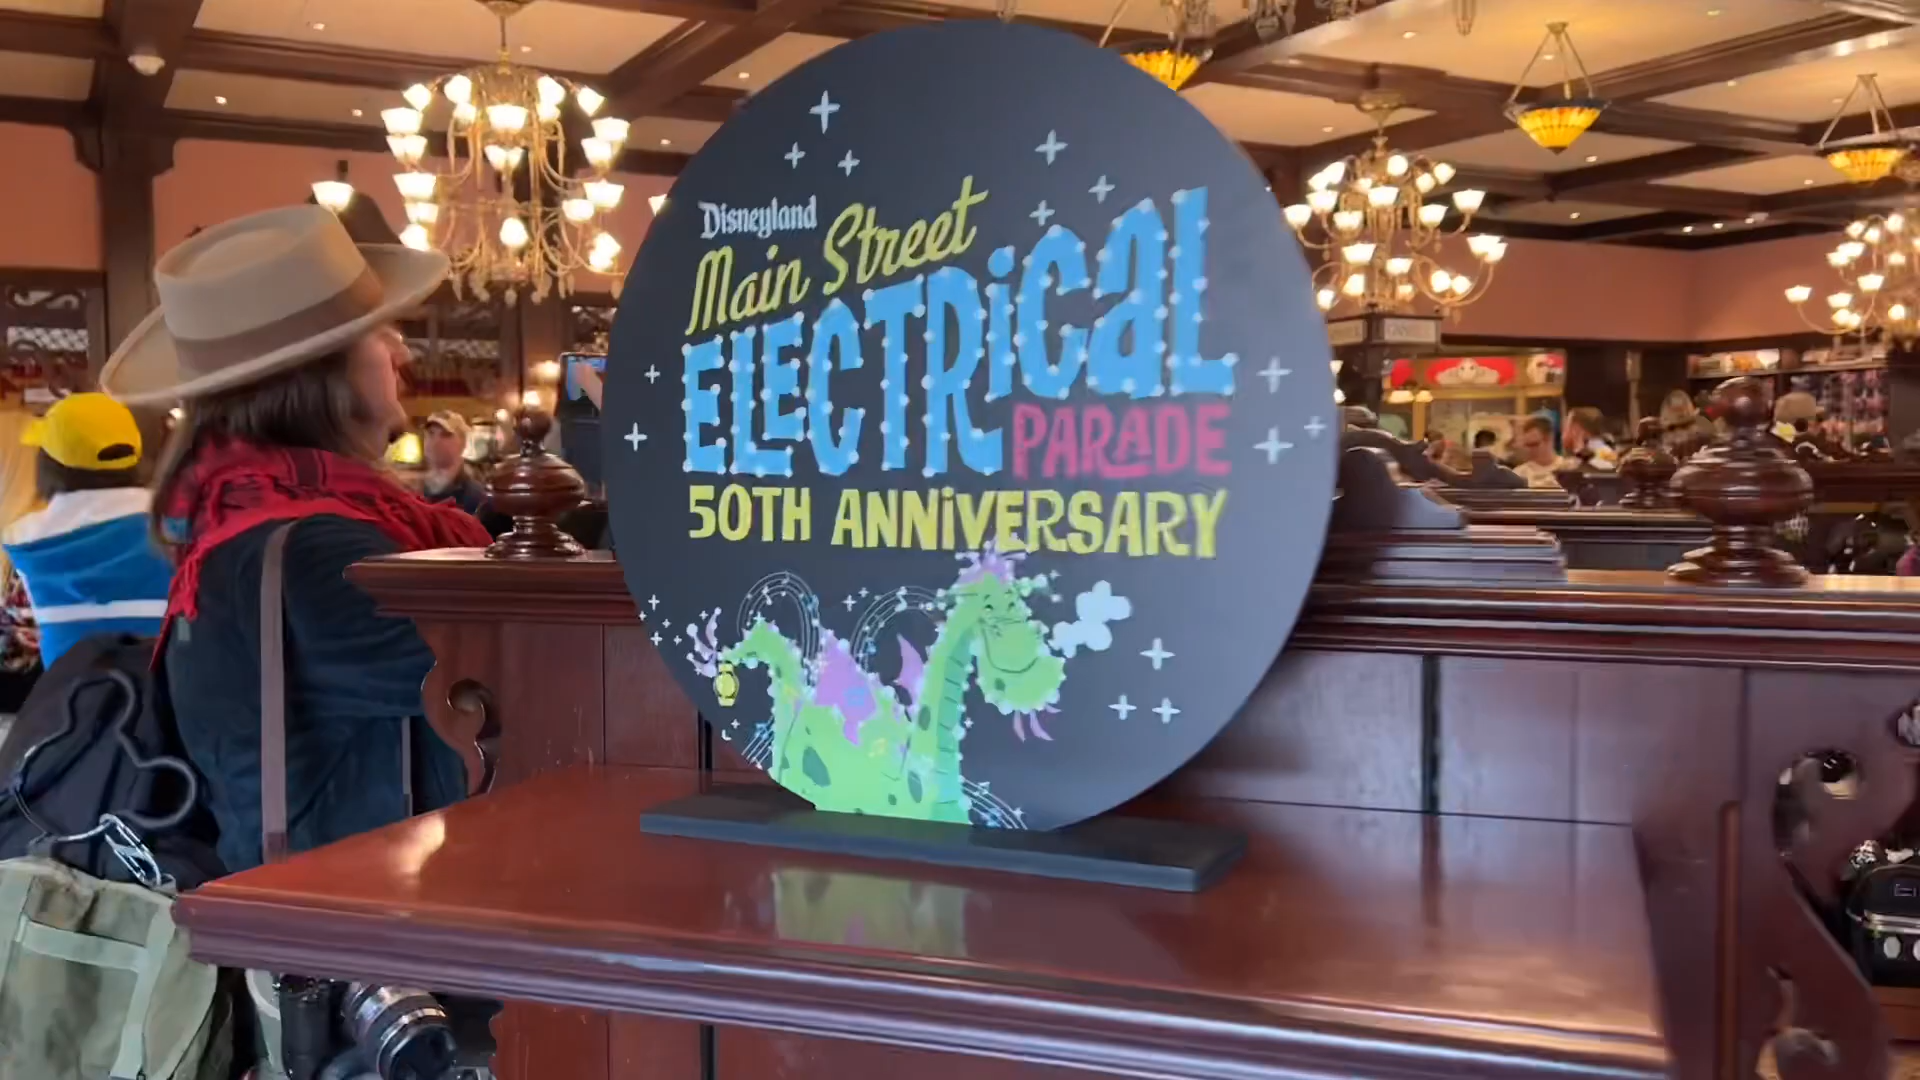 Disneyland
Main Street
ELECTRiCAL
PARADE
50TH ANNiVERSARY